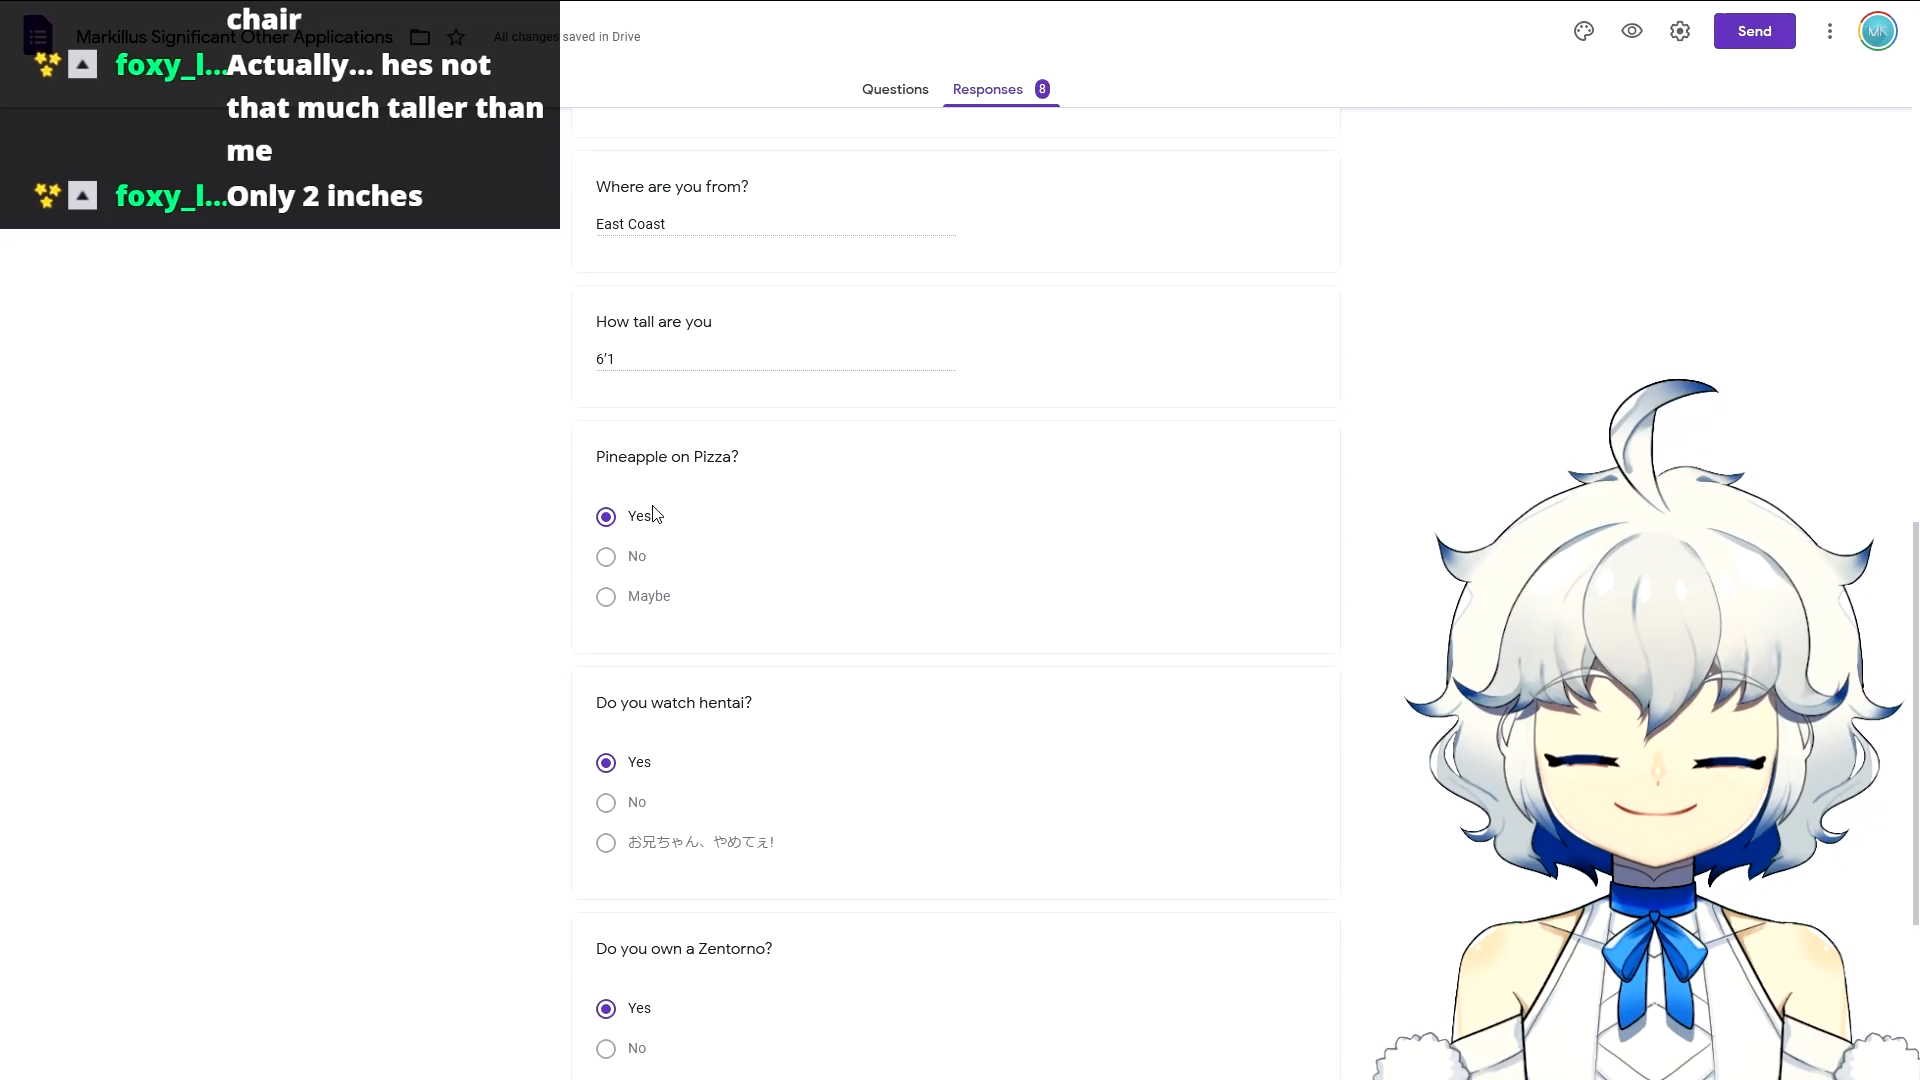 chair
Markillus Significant Other Applications
All changes saved in Drive
Send
MK
foxy_l... Actually... hes not
that much taller than
me
foxy_l... Only 2 inches
Questions
Responses 8
Where are you from?
East Coast
How tall are you
6'1
Pineapple on Pizza?
Yes
No
Maybe
Do you watch hentai?
Yes
No
お兄ちゃん、やめてぇ!
Do you own a Zentorno?
Yes
No